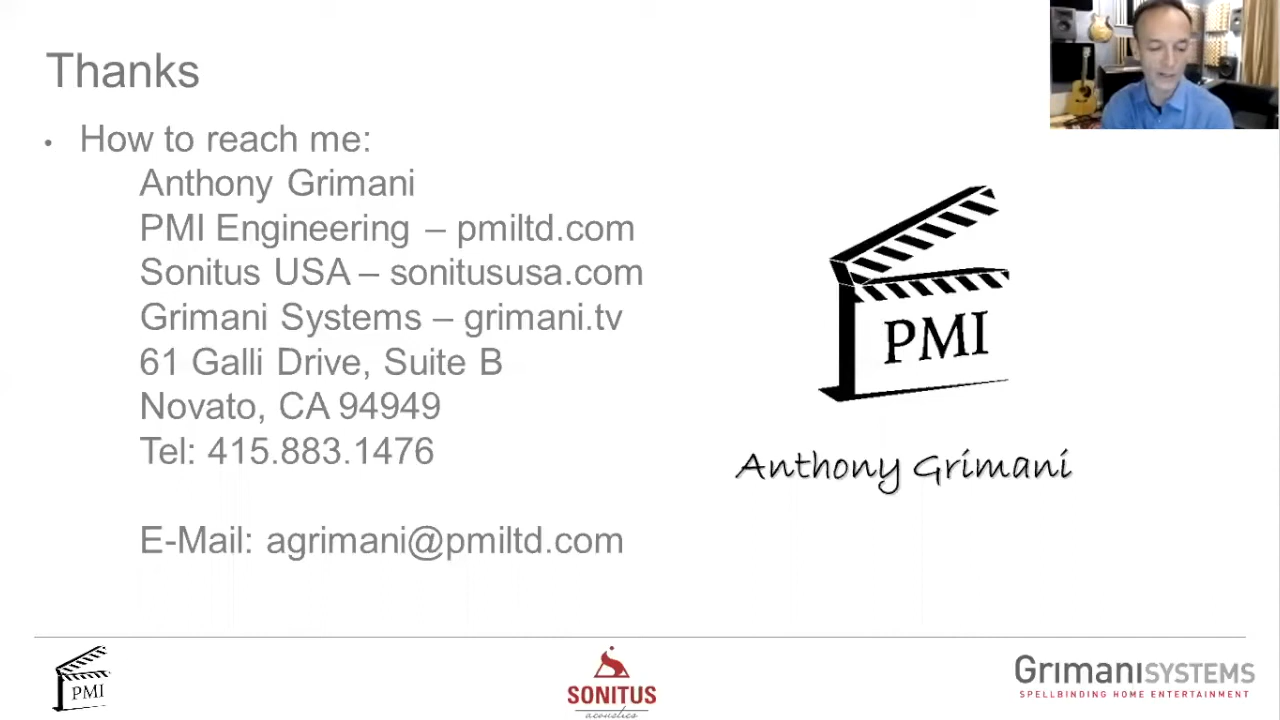 Thanks
• How to reach me:
Anthony Grimani
PMI Engineering – pmiltd.com
Sonitus USA – sonitususa.com
Grimani Systems – grimani.tv
61 Galli Drive, Suite B
Novato, CA 94949
Tel: 415.883.1476
E-Mail: agrimani@pmiltd.com
PMI
Anthony Grimani
PMI
SONITUS
acoustics
GRIMANISYSTEMS
SPELLBINDING HOME ENTERTAINMENT